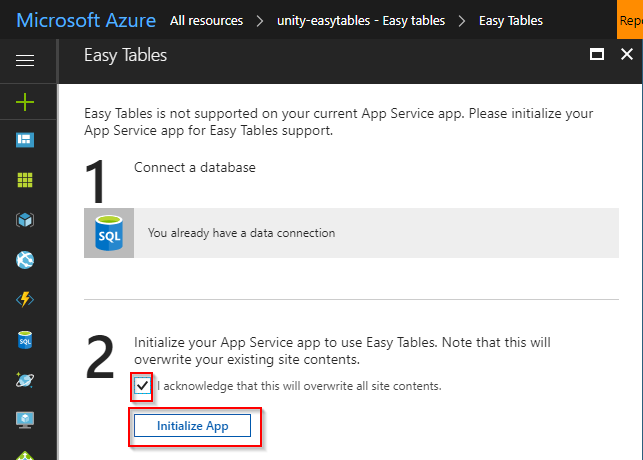 Microsoft Azure All resources > unity-easytables - Easy tables > Easy Tables Repo
Easy Tables
Easy Tables is not supported on your current App Service app. Please initialize your
App Service app for Easy Tables support.
1 Connect a database
SQL You already have a data connection
2 Initialize your App Service app to use Easy Tables. Note that this will
overwrite your existing site contents.
I acknowledge that this will overwrite all site contents.
Initialize App
SQL